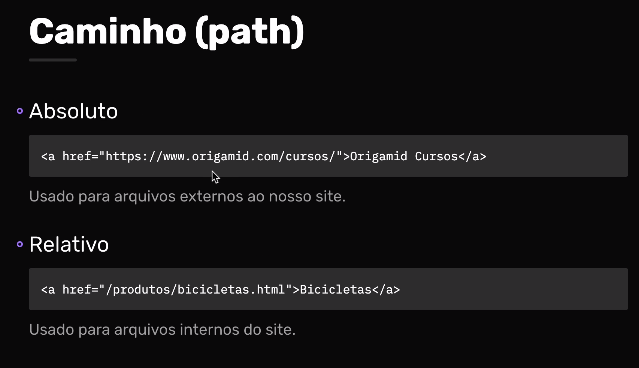 Caminho (path)
Absoluto
<a href="https://www.origamid.com/cursos/">Origamid Cursos</a>
Usado para arquivos externos ao nosso site.
Relativo
<a href="/produtos/bicicletas.html">Bicicletas</a>
Usado para arquivos internos do site.